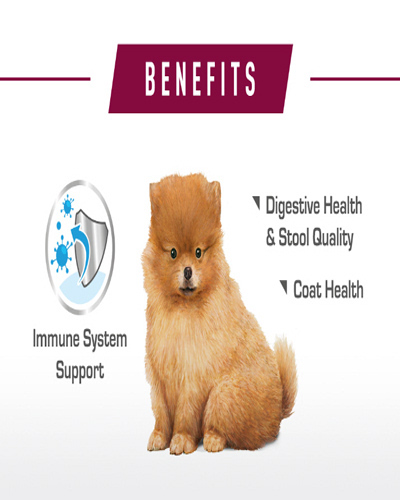 BENEFITS
Digestive Health
& Stool Quality
Coat Health
Immune System
Support